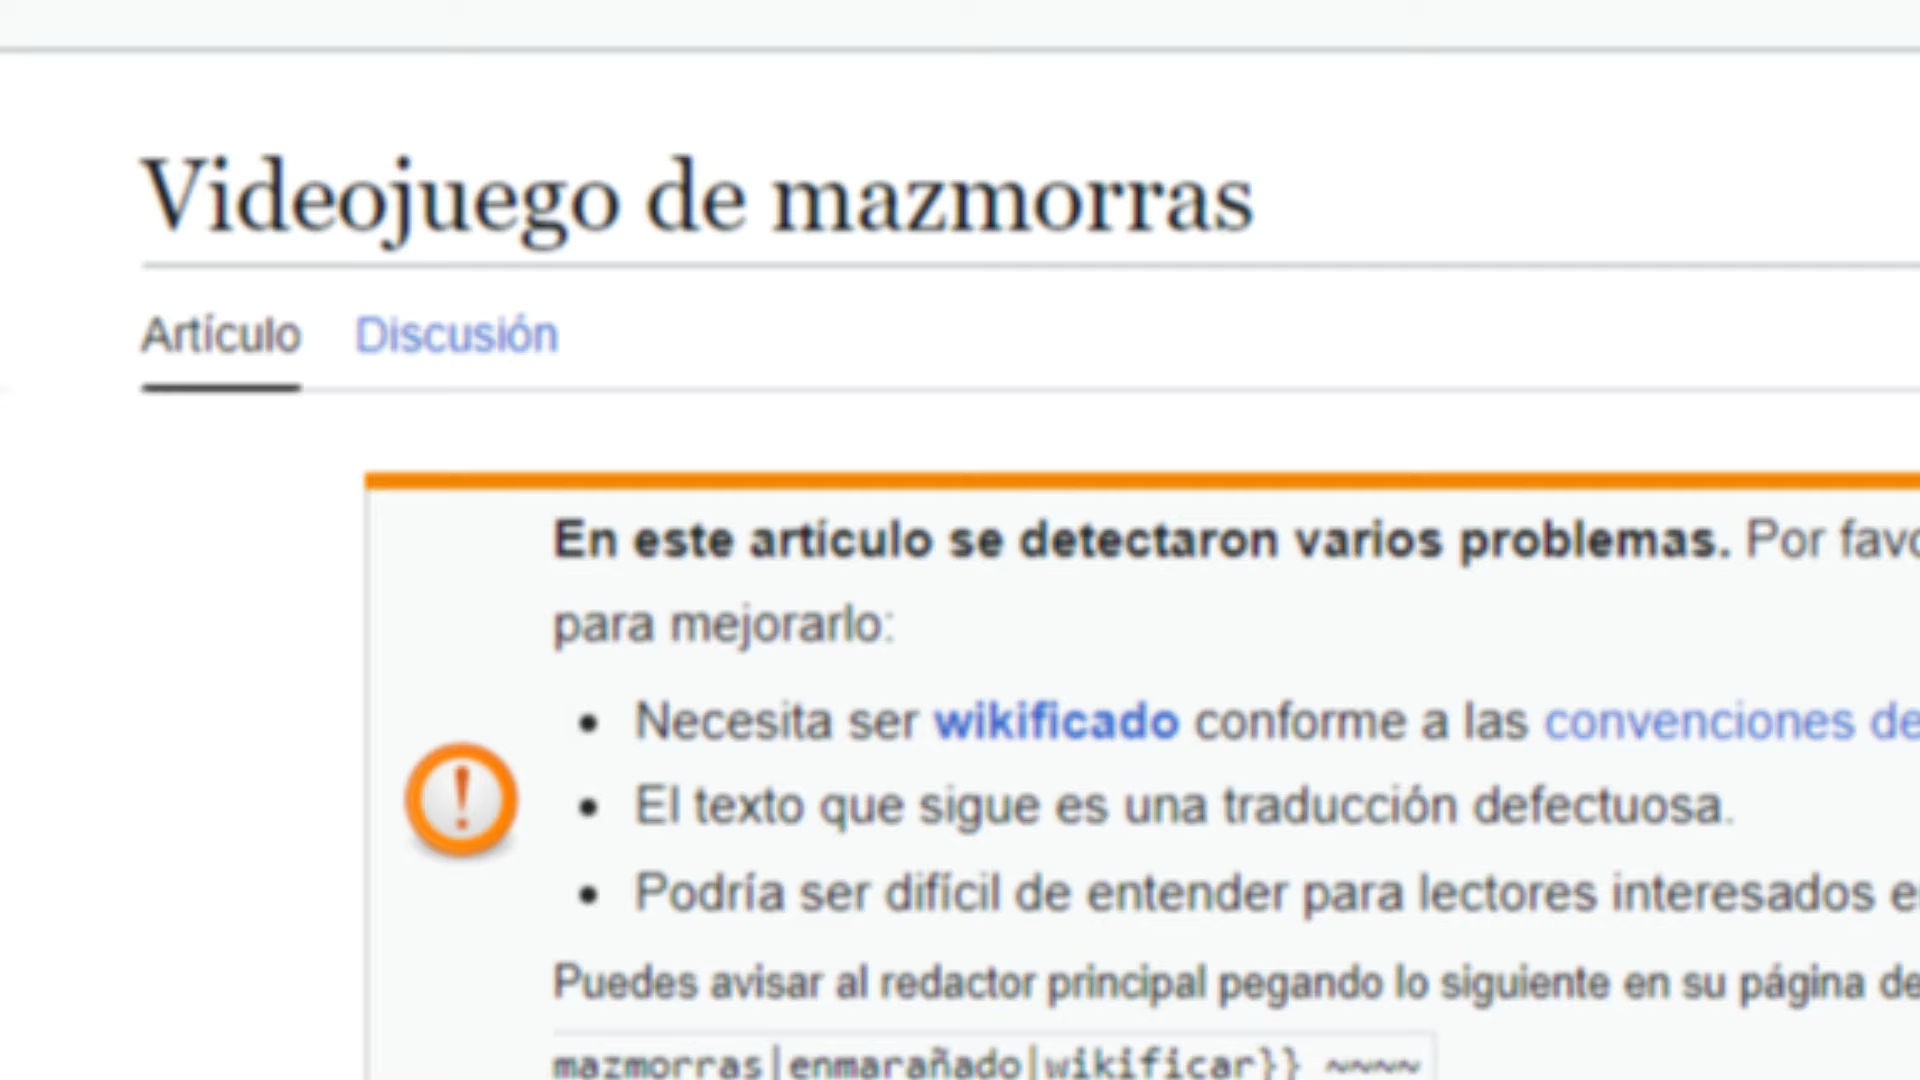 Videojuego de mazmorras
Artículo Discusión
En este artículo se detectaron varios problemas. Por
para mejorarlo:
Necesita ser wikificado conforme a las convenciones de
El texto que sigue es una traducción defectuosa.
Podría ser difícil de entender para lectores interesados
Puedes avisar al redactor principal pegando lo siguiente en su página de
mazmorras|enmarañado|wikificar}} ~~~~